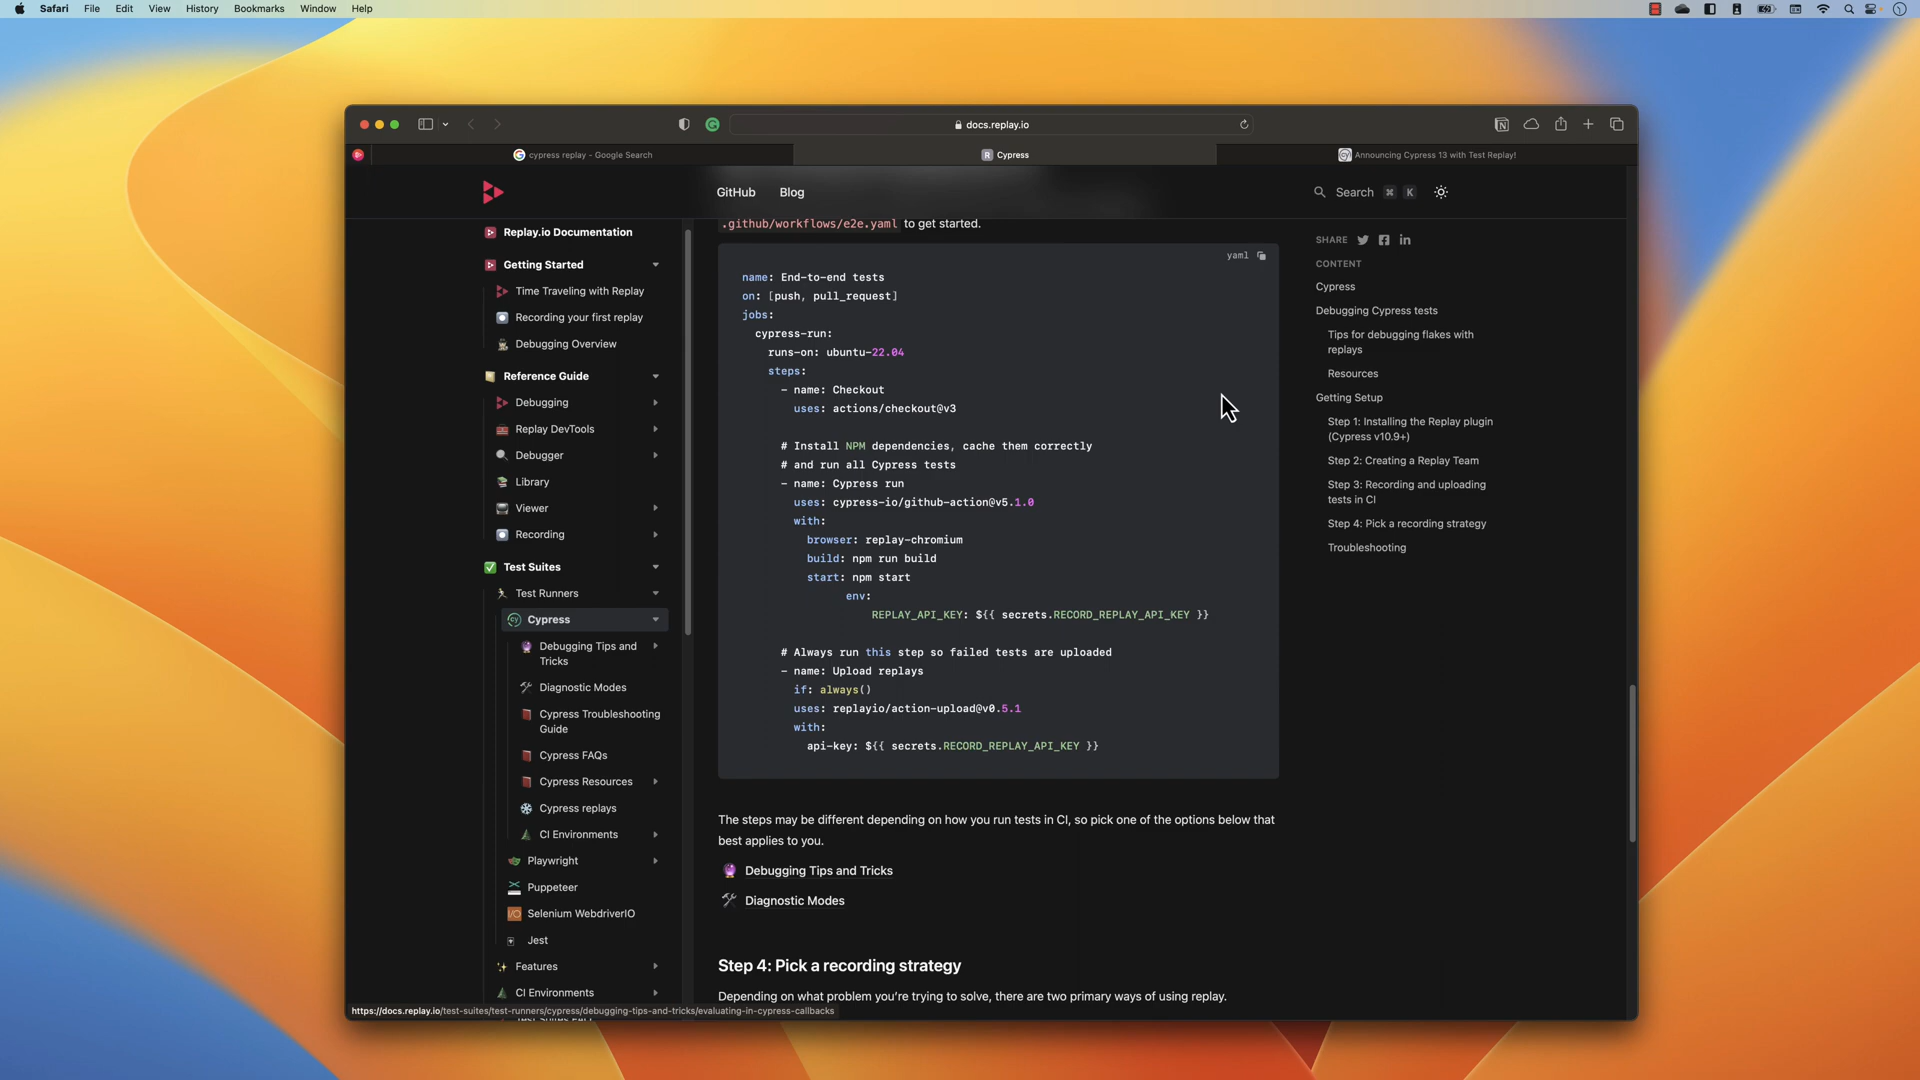 Safari File Edit View History Bookmarks Window Help
docs.replay.io
cypress replay - Google Search
Cypress
Announcing Cypress 13 with Test Replay!
GitHub Blog
Search ⌘ K
Replay.io Documentation
Getting Started
Time Traveling with Replay
Recording your first replay
Debugging Overview
Reference Guide
Debugging
Replay DevTools
Debugger
Library
Viewer
Recording
Test Suites
Test Runners
Cypress
Debugging Tips and
Tricks
Diagnostic Modes
Cypress Troubleshooting
Guide
Cypress FAQs
Cypress Resources
Cypress replays
CI Environments
Playwright
Puppeteer
Selenium WebdriverIO
Jest
Features
CI Environments
.github/workflows/e2e.yaml to get started.
yaml
name: End-to-end tests
on: [push, pull_request]
jobs:
cypress-run:
runs-on: ubuntu-22.04
steps:
- name: Checkout
uses: actions/checkout@v3
# Install NPM dependencies, cache them correctly
# and run all Cypress tests
- name: Cypress run
uses: cypress-io/github-action@v5.1.0
with:
browser: replay-chromium
build: npm run build
start: npm start
env:
REPLAY_API_KEY: ${{ secrets.RECORD_REPLAY_API_KEY }}
# Always run this step so failed tests are uploaded
- name: Upload replays
if: always()
uses: replayio/action-upload@v0.5.1
with:
api-key: ${{ secrets.RECORD_REPLAY_API_KEY }}
The steps may be different depending on how you run tests in CI, so pick one of the options below that
best applies to you.
Debugging Tips and Tricks
Diagnostic Modes
Step 4: Pick a recording strategy
Depending on what problem you're trying to solve, there are two primary ways of using replay.
SHARE
CONTENT
Cypress
Debugging Cypress tests
Tips for debugging flakes with
replays
Resources
Getting Setup
Step 1: Installing the Replay plugin
(Cypress v10.9+)
Step 2: Creating a Replay Team
Step 3: Recording and uploading
tests in CI
Step 4: Pick a recording strategy
Troubleshooting
https://docs.replay.io/test-suites/test-runners/cypress/debugging-tips-and-tricks/evaluating-in-cypress-callbacks